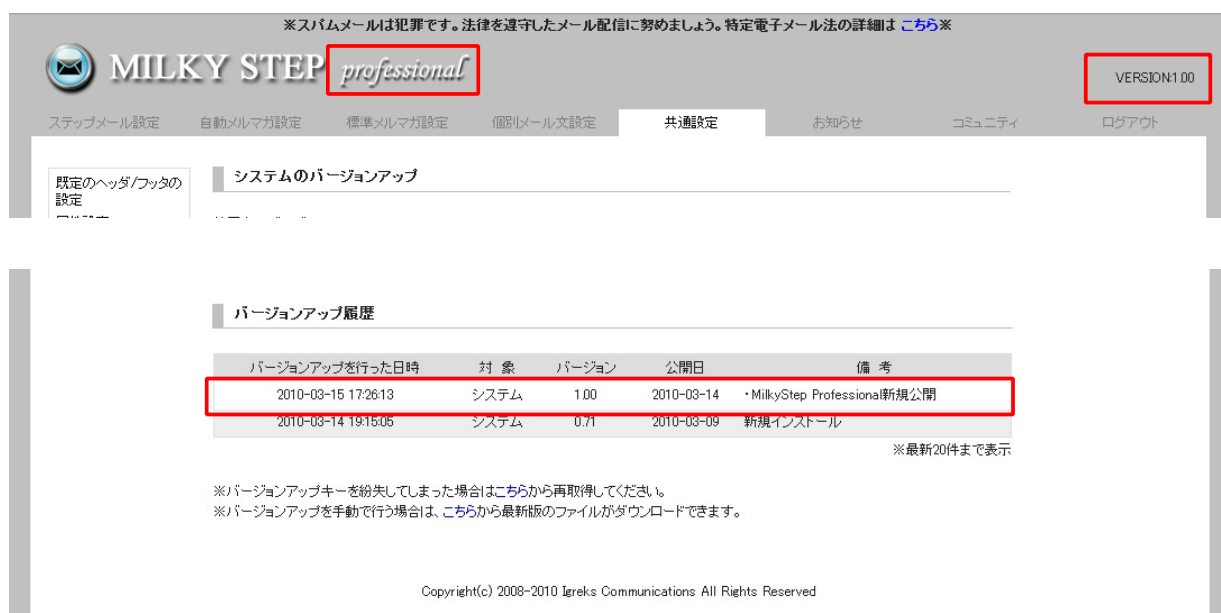 ※スパムメールは犯罪です。法律を遵守したメール配信に努めましょう。特定電子メール法の詳細は こちら※
MILKY STEP professional
VERSION:1.00
ステップメール設定 自動メルマガ設定 標準メルマガ設定 個別メール文設定 共通設定 お知らせ コミュニティ ログアウト
既定のヘッダ/フッタの
設定
システムのバージョンアップ
バージョンアップ履歴
バージョンアップを行った日時 対 象 バージョン 公開日 備 考
2010-03-15 17:26:13 システム 1.00 2010-03-14 ・MilkyStep Professional新規公開
2010-03-14 19:15:05 システム 0.71 2010-03-09 新規インストール
※最新20件まで表示
※バージョンアップキーを紛失してしまった場合はこちらから再取得してください。
※バージョンアップを手動で行う場合は、こちらから最新版のファイルがダウンロードできます。
Copyright(c) 2008-2010 Igreks Communications All Rights Reserved